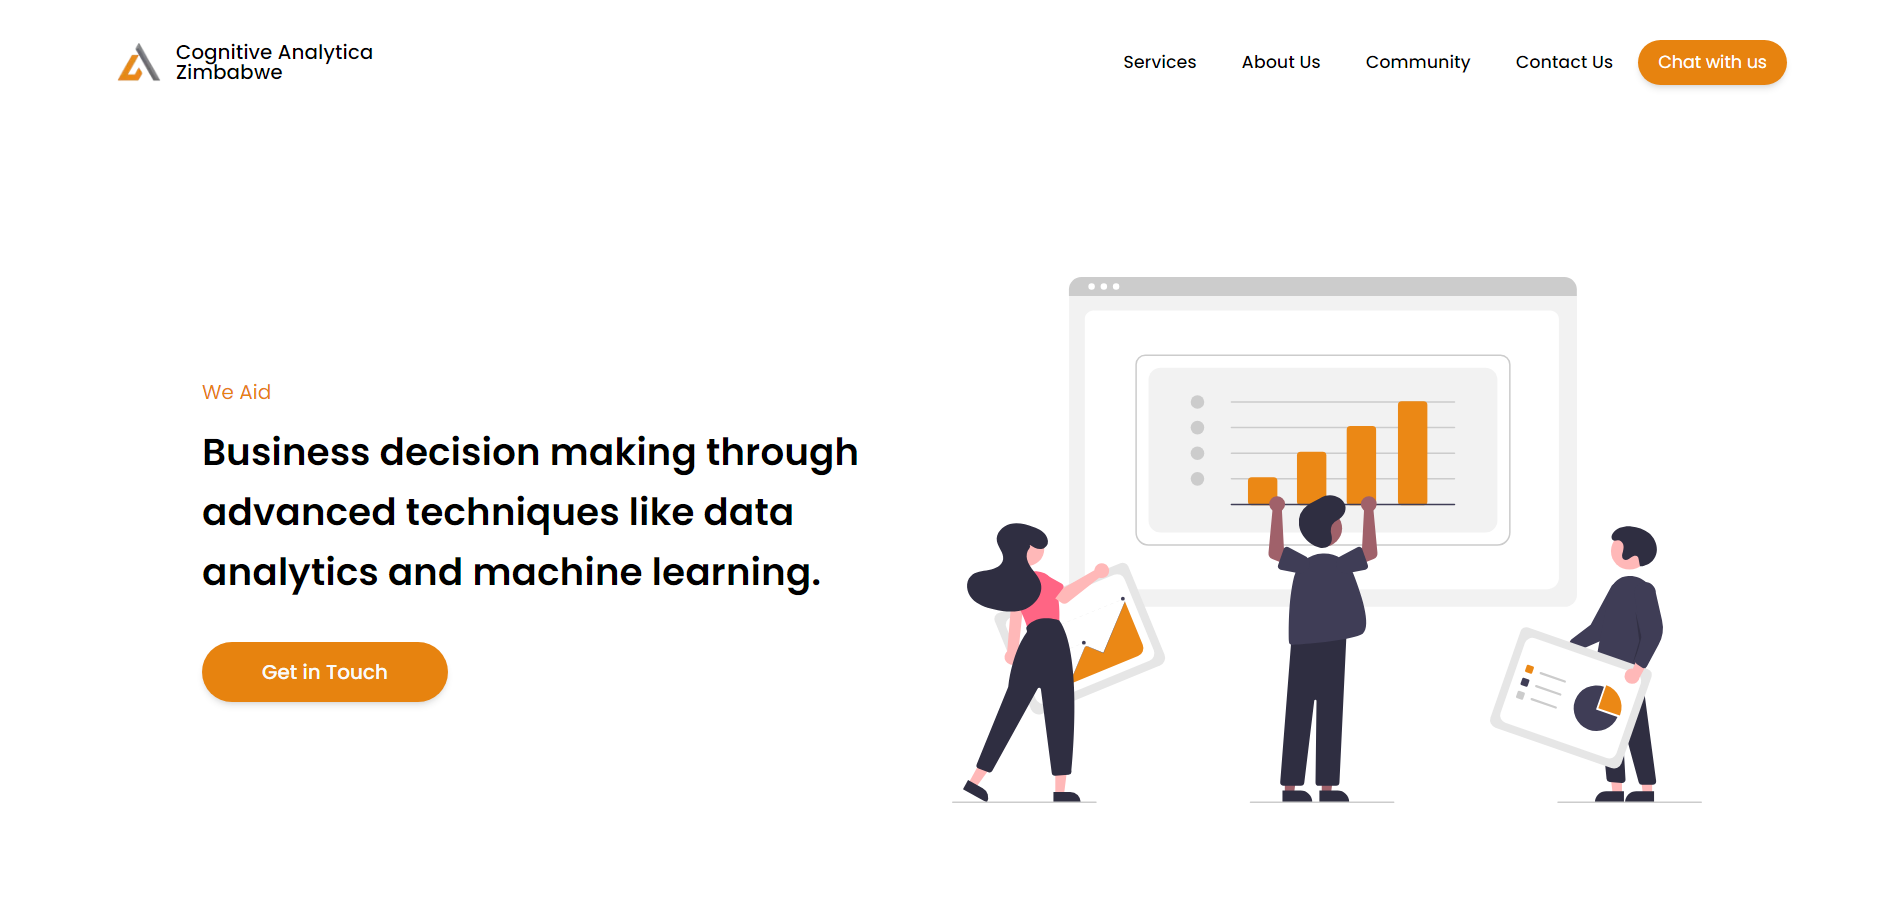 Cognitive Analytica
Zimbabwe
Services
About Us
Community
Contact Us
Chat with us
We Aid
Business decision making through
advanced techniques like data
analytics and machine learning.
Get in Touch